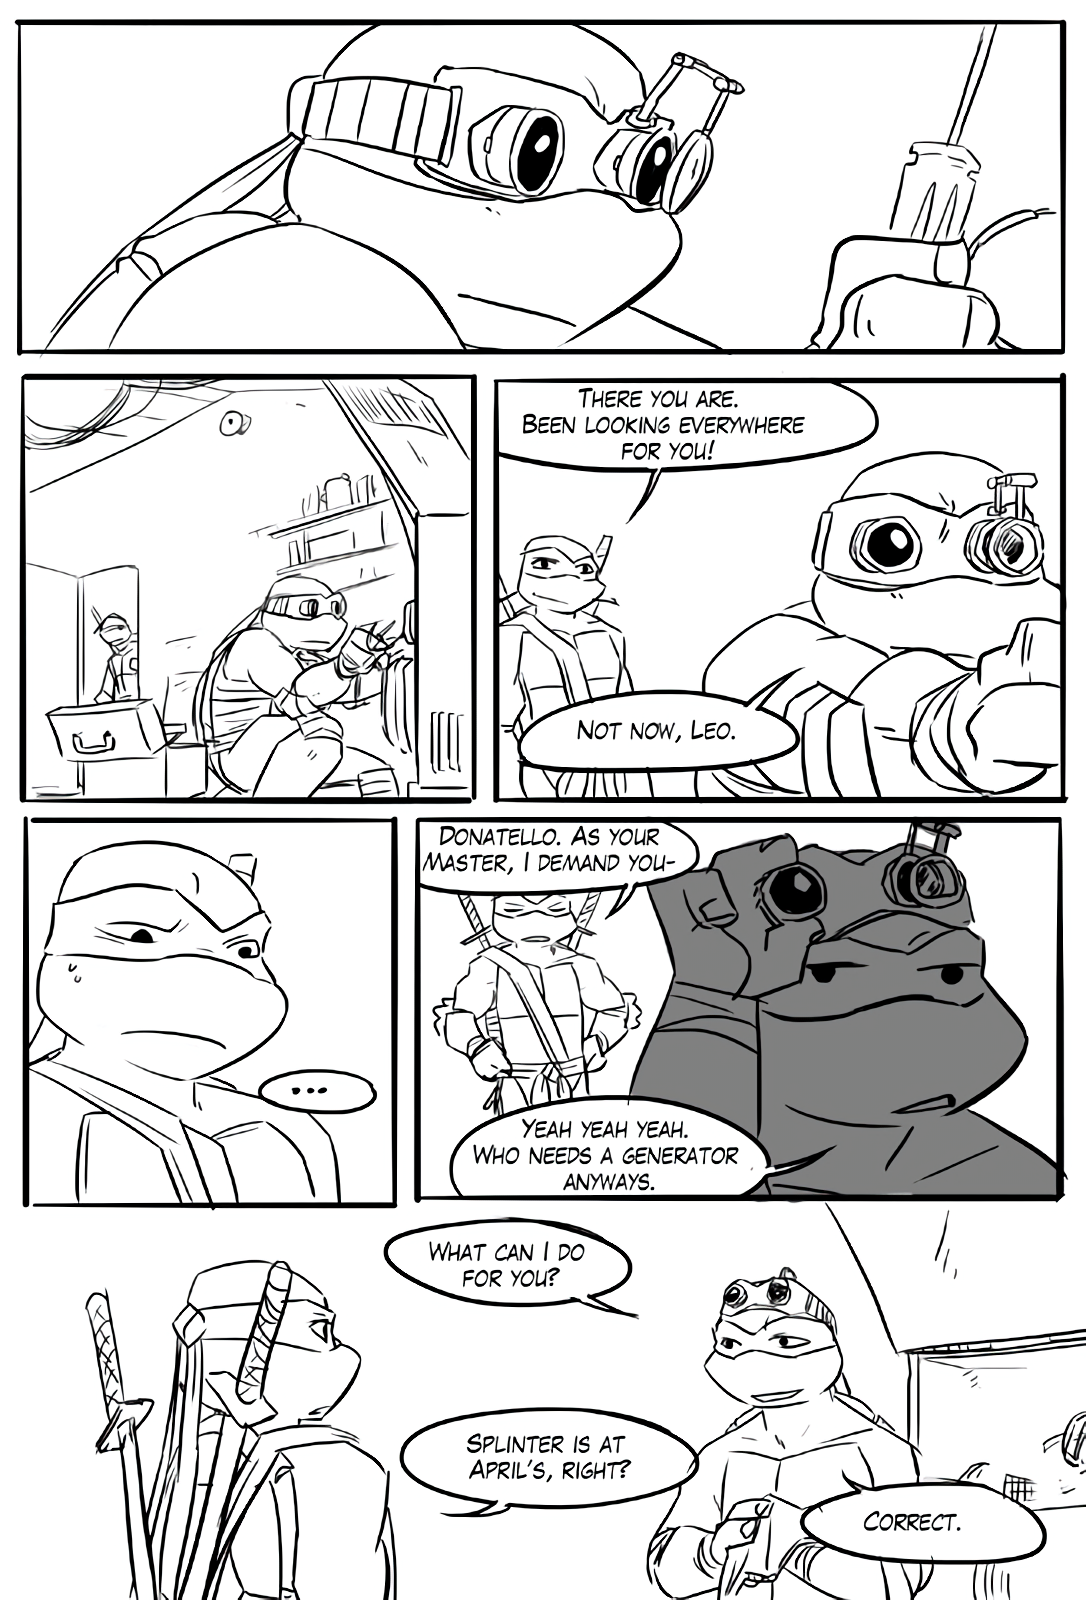 There you are.
Been looking everywhere
for you!
Not now, Leo.
...
Donatello. As your
Master, I demand you-
Yeah yeah yeah.
Who needs a generator
anyways.
What can I do
for you?
Splinter is at
April's, right?
Correct.